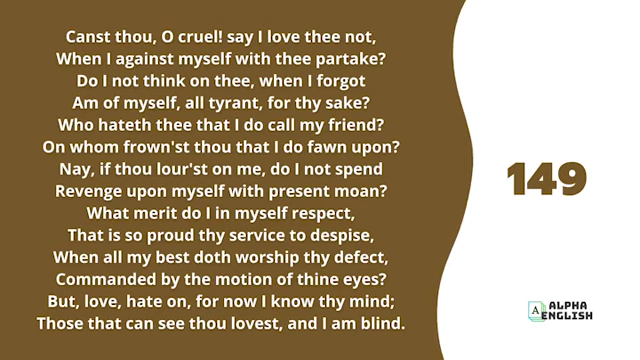 Canst thou, O cruel! say I love thee not,
When I against myself with thee partake?
Do I not think on thee, when I forgot
Am of myself, all tyrant, for thy sake?
Who hateth thee that I do call my friend?
On whom frown'st thou that I do fawn upon?
Nay, if thou lour'st on me, do I not spend
Revenge upon myself with present moan?
What merit do I in myself respect,
That is so proud thy service to despise,
When all my best doth worship thy defect,
Commanded by the motion of thine eyes?
But, love, hate on, for now I know thy mind;
Those that can see thou lovest, and I am blind.
149
A
ALPHA
ENGLISH